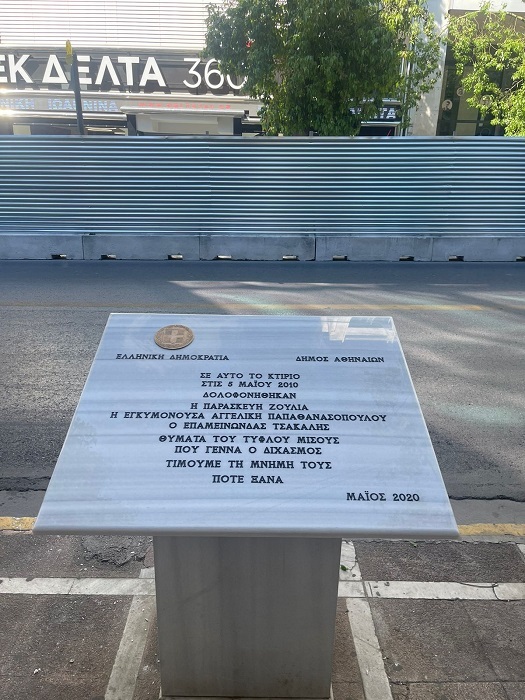 ΕΚ ΔΕΛΤΑ 360
ΙΩΑΝΝΙΝΑ
ΕΛΛΗΝΙΚΗ ΔΗΜΟΚΡΑΤΙΑ
ΔΗΜΟΣ ΑΘΗΝΑΙΩΝ
ΣΕ ΑΥΤΟ ΤΟ ΚΤΙΡΙΟ
ΣΤΙΣ 5 ΜΑΪΟΥ 2010
ΔΟΛΟΦΟΝΗΘΗΚΑΝ
Η ΠΑΡΑΣΚΕΥΗ ΖΟΥΛΙΑ
Η ΕΓΚΥΜΟΝΟΥΣΑ ΑΓΓΕΛΙΚΗ ΠΑΠΑΘΑΝΑΣΟΠΟΥΛΟΥ
Ο ΕΠΑΜΕΙΝΩΝΔΑΣ ΤΣΑΚΑΛΗΣ
ΘΥΜΑΤΑ ΤΟΥ ΤΥΦΛΟΥ ΜΙΣΟΥΣ
ΠΟΥ ΓΕΝΝΑ Ο ΔΙΧΑΣΜΟΣ
ΤΙΜΟΥΜΕ ΤΗ ΜΝΗΜΗ ΤΟΥΣ
ΠΟΤΕ ΞΑΝΑ
ΜΑΪΟΣ 2020